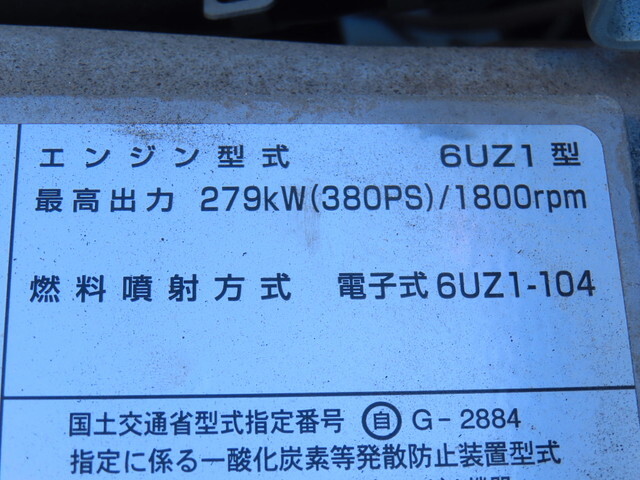 エンジン型式 6UZ1型
最高出力 279kW(380PS)/1800rpm
燃料噴射方式 電子式6UZ1-104
国土交通省型式指定番号 ㉂ G-2884
指定に係る一酸化炭素等発散防止装置型式